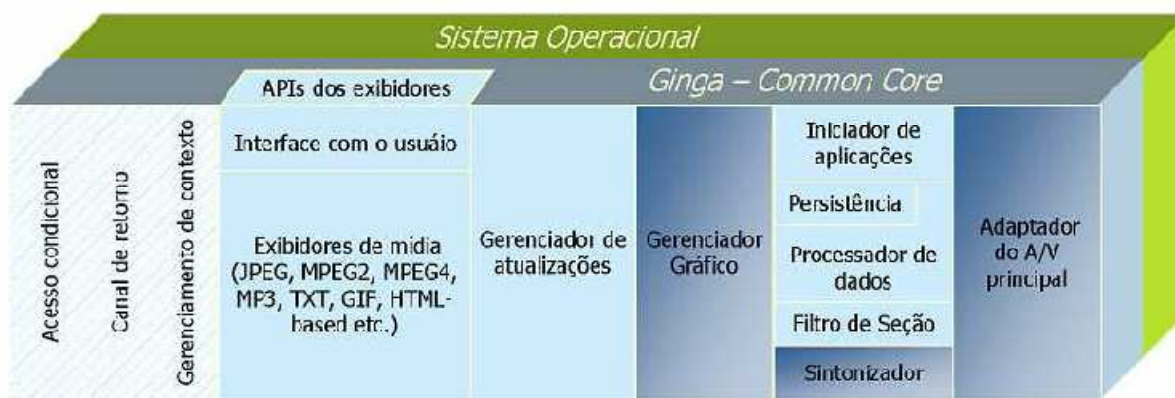 Sistema Operacional
Ginga – Common Core
APIs dos exibidores
Acesso condicional
Canal de retorno
Gerenciamento de contexto
Interface com o usuáio
Exibidores de mídia
(JPEG, MPEG2, MPEG4,
MP3, TXT, GIF, HTML-
based etc.)
Gerenciador de
atualizações
Gerenciador
Gráfico
Iniciador de
aplicações
Persistência
Processador de
dados
Filtro de Seção
Sintonizador
Adaptador
do A/V
principal